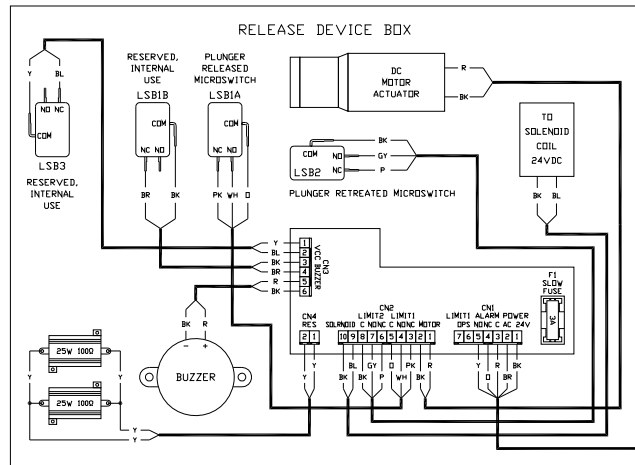 RELEASE DEVICE BOX
Y BL
NO NC
COM
LSB3
RESERVED,
INTERNAL
USE
RESERVED,
INTERNAL
USE
LSB1B
COM
NC NO
BR BK
PLUNGER
RELEASED
MICROSWITCH
LSB1A
COM
NC NO
PK WH O
DC
MOTOR
ACTUATOR
R
BK
COM
NO
NC
LSB2
BK
GY
P
PLUNGER RETREATED MICROSWITCH
TO
SOLENOID
COIL
24VDC
BK BL
Y 1
BL 2
BK 3
BR 4
R 5
BK 6
CN3
VCC BUZZER
F1
SLOW
FUSE
3A
CN4
RES
2 1
Y Y
CN2
LIMIT2 LIMIT1
SOLRNOID C NONC C NONC MOTOR
10 9 8 7 6 5 4 3 2 1
BL GY O PK R
BK BK P WH BK
CN1
LIMIT1 ALARM POWER
OPS NONC C AC 24V
7 6 5 4 3 2 1
Y R BK
O BR
BK R
- +
BUZZER
25W 100Ω
25W 100Ω
Y Y
Y
Y